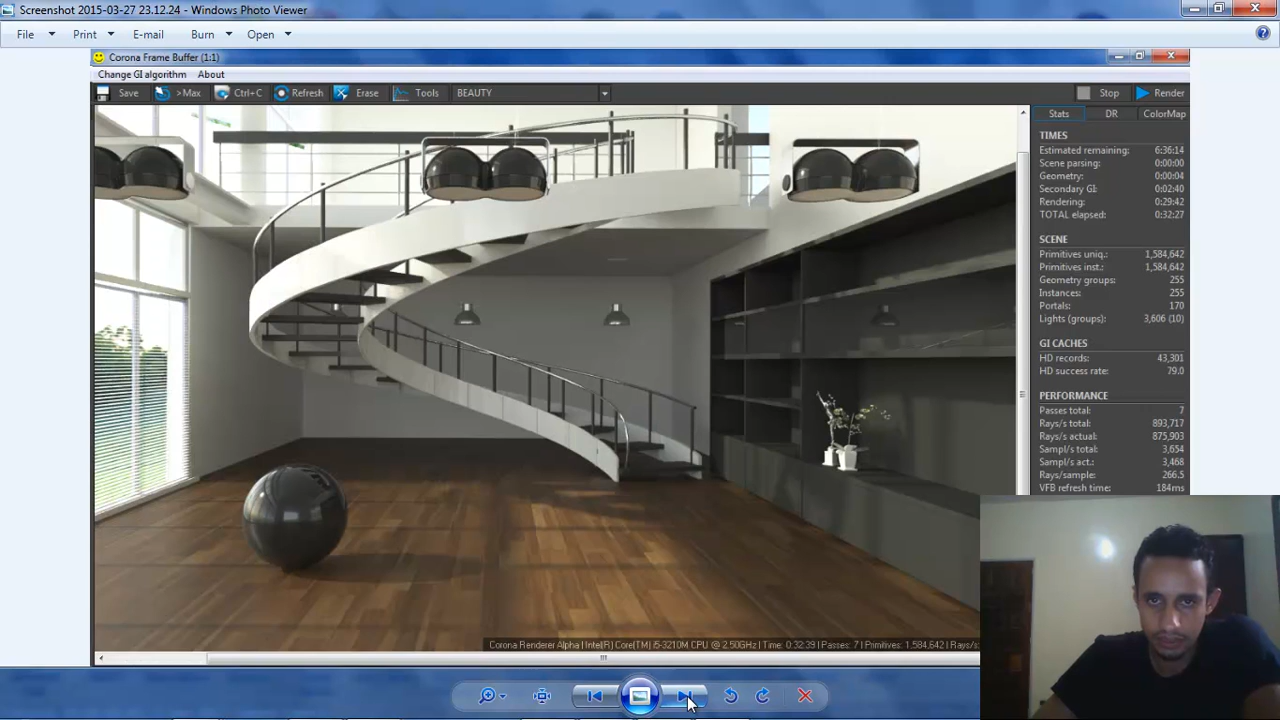 Screenshot 2015-03-27 23.12.24 - Windows Photo Viewer
File Print E-mail Burn Open
Corona Frame Buffer (1:1)
Change GI algorithm About
Save >Max Ctrl+C Refresh Erase Tools BEAUTY Stop Render
Stats DR ColorMap
TIMES
Estimated remaining: 6:36:14
Scene parsing: 0:00:00
Geometry: 0:00:04
Secondary GI: 0:02:40
Rendering: 0:29:42
TOTAL elapsed: 0:32:27
SCENE
Primitives uniq.: 1,584,642
Primitives inst.: 1,584,642
Geometry groups: 255
Instances: 255
Portals: 170
Lights (groups): 3,606 (10)
GI CACHES
HD records: 43,301
HD success rate: 79.0
PERFORMANCE
Passes total: 7
Rays/s total: 893,717
Rays/s actual: 875,903
Sampl/s total: 3,654
Sampl/s act.: 3,468
Rays/sample: 266.5
VFB refresh time: 184ms
Corona Renderer Alpha | Intel(R) Core(TM) i5-3210M CPU @ 2.50GHz | Time: 0:32:39 | Passes: 7 | Primitives: 1,584,642 | Rays/s: